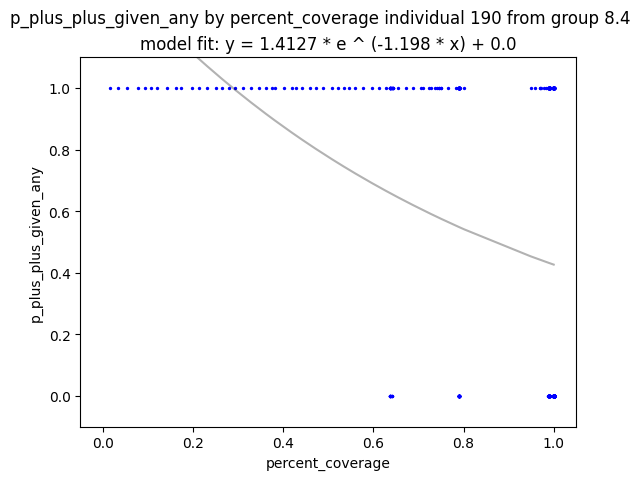 p_plus_plus_given_any by percent_coverage individual 190 from group 8.4
model fit: y = 1.4127 * e ^ (-1.198 * x) + 0.0
p_plus_plus_given_any
1.0
0.8
0.6
0.4
0.2
0.0
0.0 0.2 0.4 0.6 0.8 1.0
percent_coverage